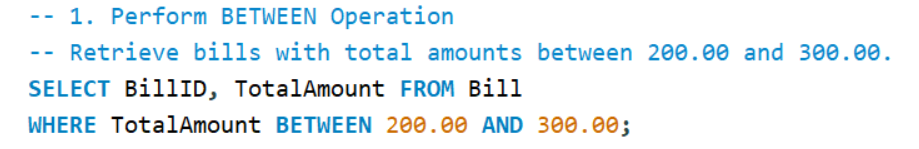 -- 1. Perform BETWEEN Operation
-- Retrieve bills with total amounts between 200.00 and 300.00.
SELECT BillID, TotalAmount FROM Bill
WHERE TotalAmount BETWEEN 200.00 AND 300.00;